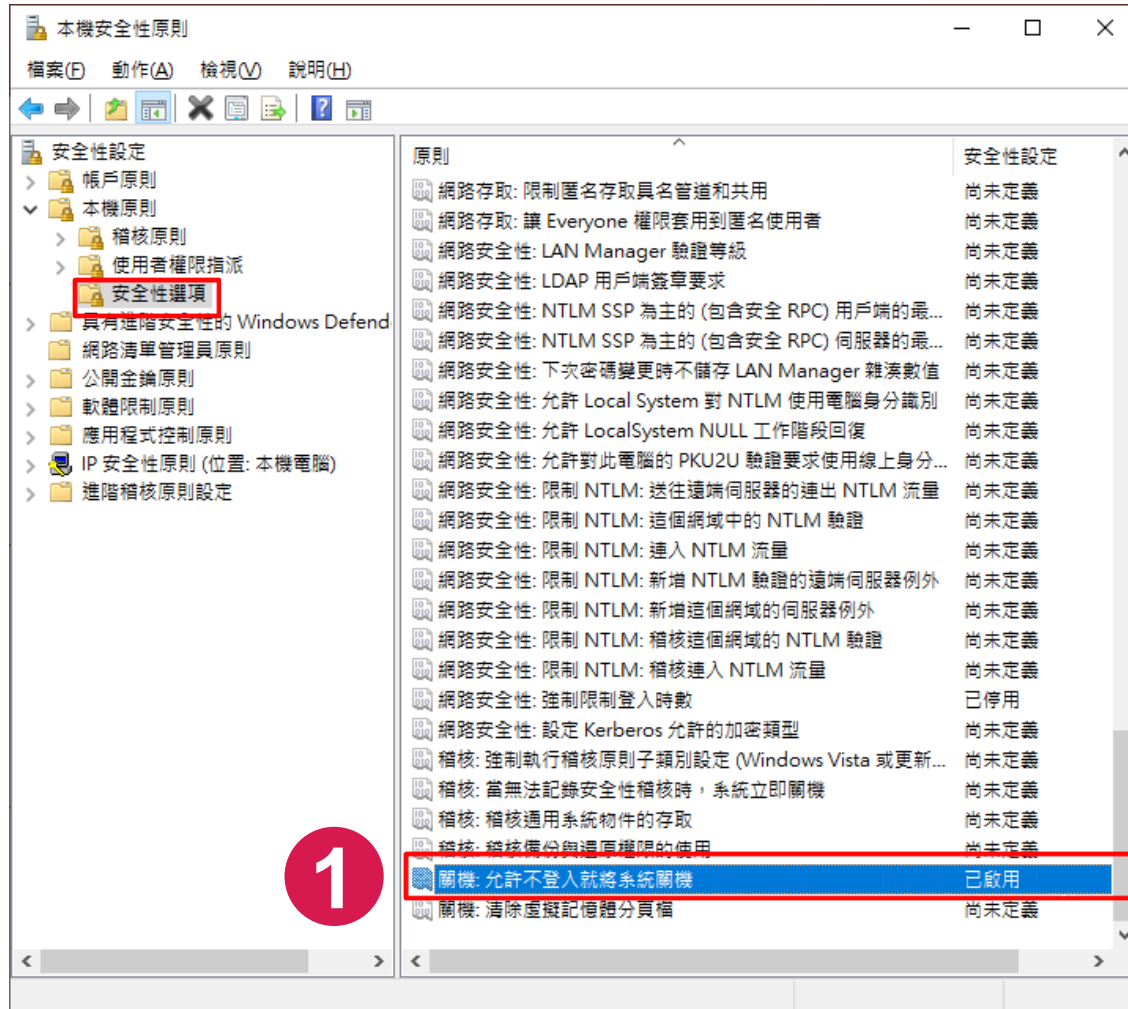 本機安全性原則
檔案(F) 動作(A) 檢視(V) 說明(H)
安全性設定
帳戶原則
本機原則
稽核原則
使用者權限指派
安全性選項
具有進階安全性的 Windows Defend
網路清單管理員原則
公開金鑰原則
軟體限制原則
應用程式控制原則
IP 安全性原則 (位置: 本機電腦)
進階稽核原則設定
原則 安全性設定
網路存取: 限制匿名存取具名管道和共用 尚未定義
網路存取: 讓 Everyone 權限套用到匿名使用者 尚未定義
網路安全性: LAN Manager 驗證等級 尚未定義
網路安全性: LDAP 用戶端簽章要求 尚未定義
網路安全性: NTLM SSP 為主的 (包含安全 RPC) 用戶端的最... 尚未定義
網路安全性: NTLM SSP 為主的 (包含安全 RPC) 伺服器的最... 尚未定義
網路安全性: 下次密碼變更時不儲存 LAN Manager 雜湊數值 尚未定義
網路安全性: 允許 Local System 對 NTLM 使用電腦身分識別 尚未定義
網路安全性: 允許 LocalSystem NULL 工作階段回復 尚未定義
網路安全性: 允許對此電腦的 PKU2U 驗證要求使用線上身分... 尚未定義
網路安全性: 限制 NTLM: 送往遠端伺服器的連出 NTLM 流量 尚未定義
網路安全性: 限制 NTLM: 這個網域中的 NTLM 驗證 尚未定義
網路安全性: 限制 NTLM: 連入 NTLM 流量 尚未定義
網路安全性: 限制 NTLM: 新增 NTLM 驗證的遠端伺服器例外 尚未定義
網路安全性: 限制 NTLM: 新增這個網域的伺服器例外 尚未定義
網路安全性: 限制 NTLM: 稽核這個網域的 NTLM 驗證 尚未定義
網路安全性: 限制 NTLM: 稽核連入 NTLM 流量 尚未定義
網路安全性: 強制限制登入時數 已停用
網路安全性: 設定 Kerberos 允許的加密類型 尚未定義
稽核: 強制執行稽核原則子類別設定 (Windows Vista 或更新... 尚未定義
稽核: 當無法記錄安全性稽核時，系統立即關機 尚未定義
稽核: 稽核通用系統物件的存取 尚未定義
稽核: 稽核備份與還原權限的使用 尚未定義
1
關機: 允許不登入就將系統關機 已啟用
關機: 清除虛擬記憶體分頁檔 尚未定義